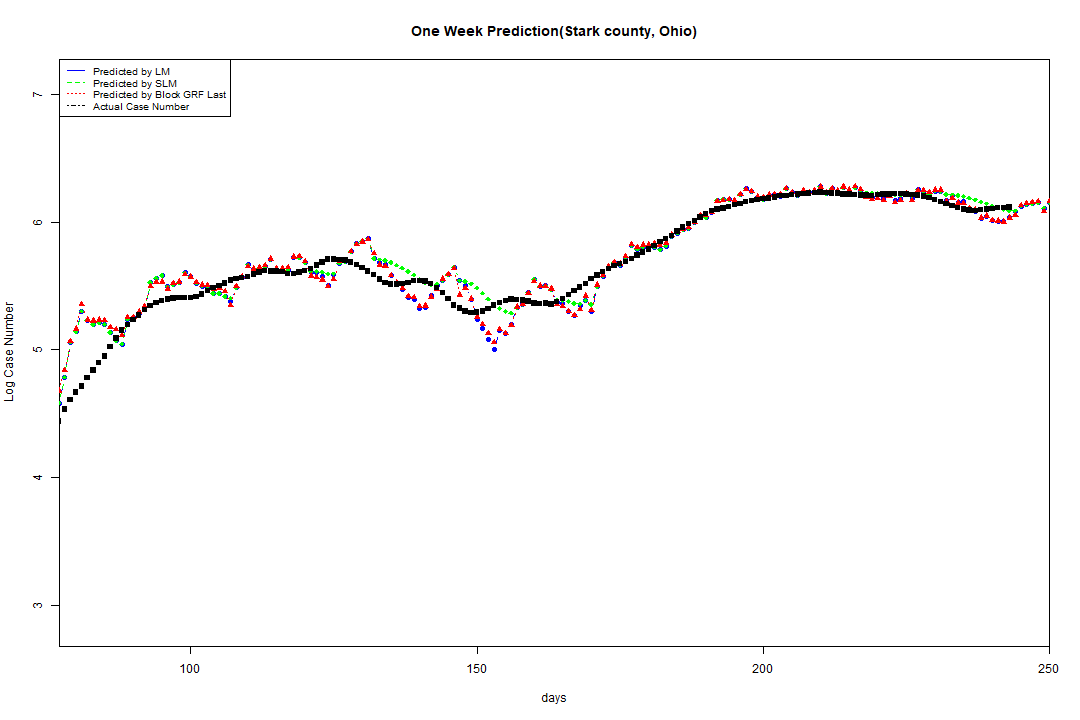 One Week Prediction(Stark county, Ohio)
Predicted by LM
Predicted by SLM
Predicted by Block GRF Last
Actual Case Number
7
6
5
4
3
Log Case Number
100
150
200
250
days